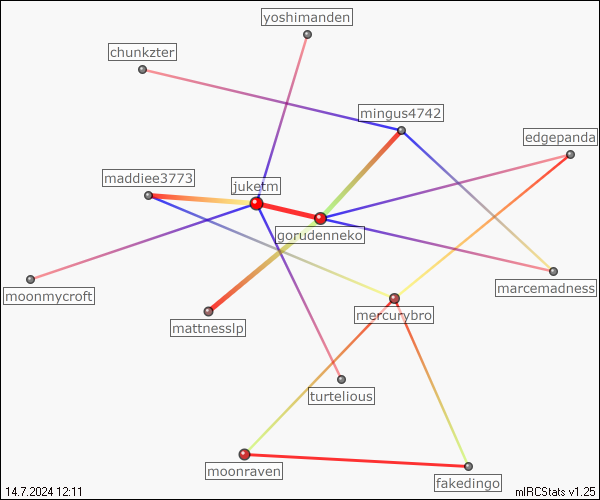 yoshimanden
chunkzter
mingus4742
edgepanda
maddiee3773
juketm
gorudenneko
moonmycroft
marcemadness
mercurybro
mattnesslp
turtelious
moonraven
fakedingo
14.7.2024 12:11
mIRCStats v1.25